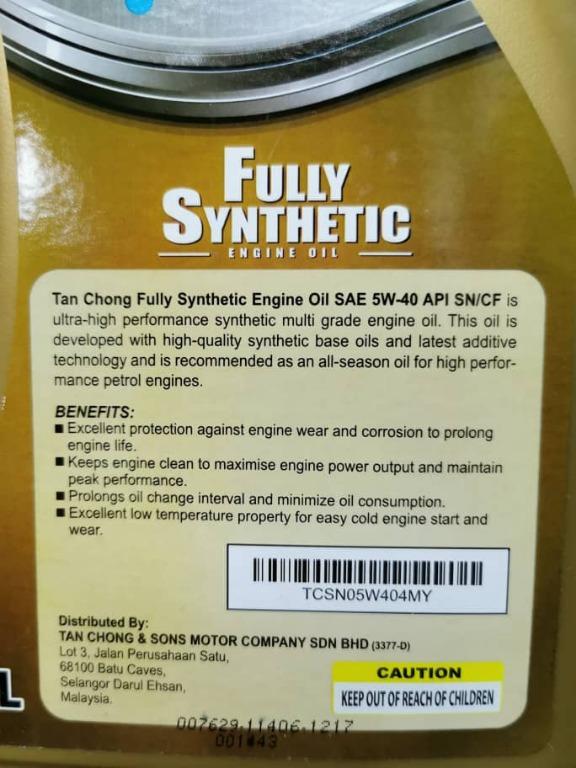 FULLY
SYNTHETIC
ENGINE OIL
Tan Chong Fully Synthetic Engine Oil SAE 5W-40 API SN/CF is
ultra-high performance synthetic multi grade engine oil. This oil is
developed with high-quality synthetic base oils and latest additive
technology and is recommended as an all-season oil for high perfor-
mance petrol engines.
BENEFITS:
■ Excellent protection against engine wear and corrosion to prolong
engine life.
■ Keeps engine clean to maximise engine power output and maintain
peak performance.
■ Prolongs oil change interval and minimize oil consumption.
■ Excellent low temperature property for easy cold engine start and
wear.
TCSN05W404MY
Distributed By:
TAN CHONG & SONS MOTOR COMPANY SDN BHD (3377-D)
Lot 3, Jalan Perusahaan Satu,
68100 Batu Caves,
Selangor Darul Ehsan,
Malaysia.
CAUTION
KEEP OUT OF REACH OF CHILDREN
L
007629-11406-1217
001443